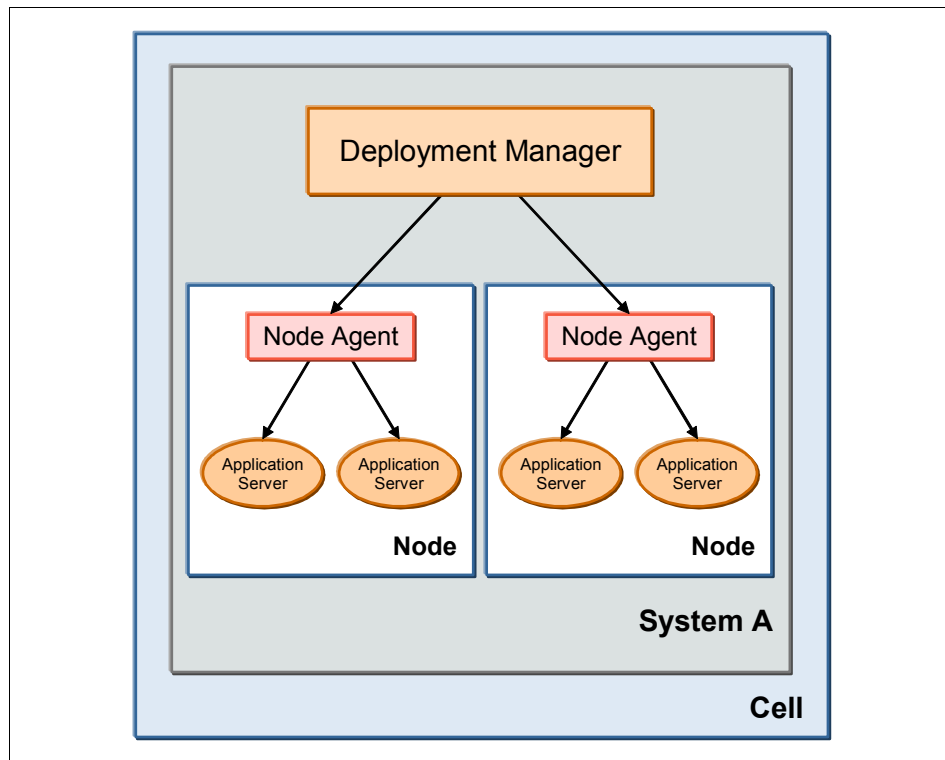 Deployment Manager
Node Agent
Node Agent
Application
Server
Application
Server
Application
Server
Application
Server
Node
Node
System A
Cell